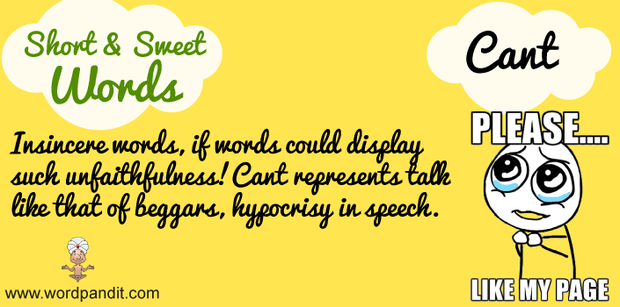 Short & Sweet
Words
Cant
Insincere words, if words could display
such unfaithfulness! Cant represents talk
like that of beggars, hypocrisy in speech.
PLEASE....
LIKE MY PAGE
www.wordpandit.com